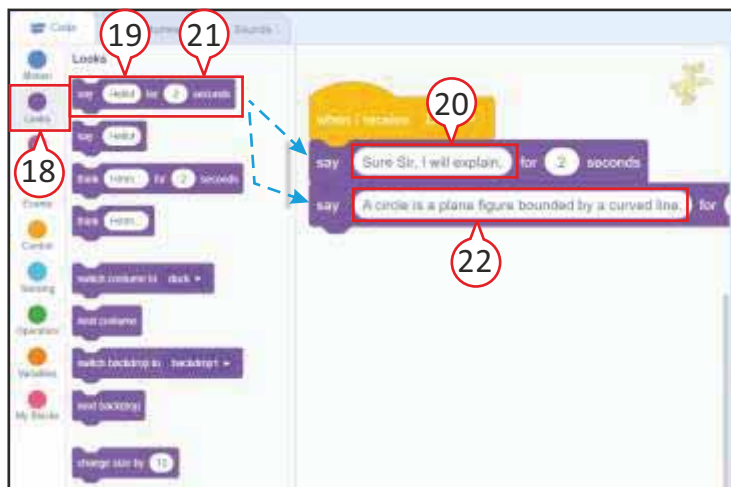 Code Sounds
Looks
19 21
Motion
say Hello! for 2 seconds
Looks
18
say Hello!
think Hmm... for 2 seconds
Events
think Hmm...
Control
Sensing
switch costume to duck
Operators
next costume
Variables
switch backdrop to backdrop1
My Blocks
next backdrop
change size by 10
when I receive
20
say Sure Sir, I will explain. for 2 seconds
say A circle is a plane figure bounded by a curved line. for
22